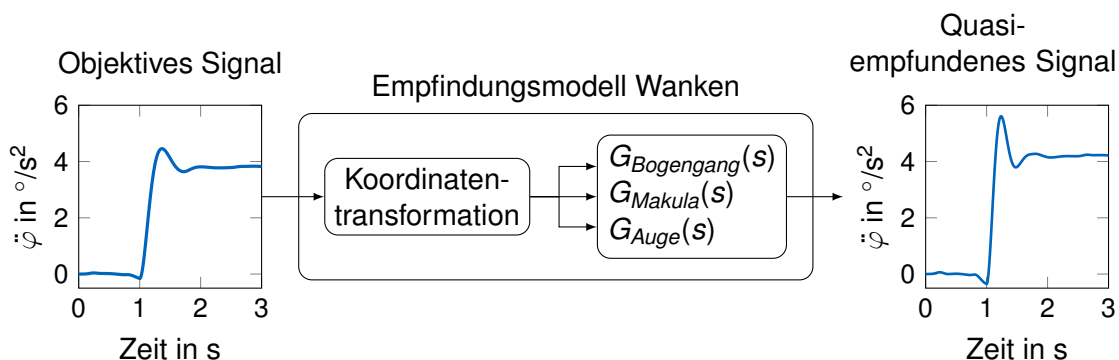 Objektives Signal
6
4
2
0
0 1 2 3
φ̈ in °/s²
Zeit in s
Empfindungsmodell Wanken
Koordinaten-
transformation
G_Bogengang(s)
G_Makula(s)
G_Auge(s)
Quasi-
empfundenes Signal
6
4
2
0
0 1 2 3
φ̈ in °/s²
Zeit in s